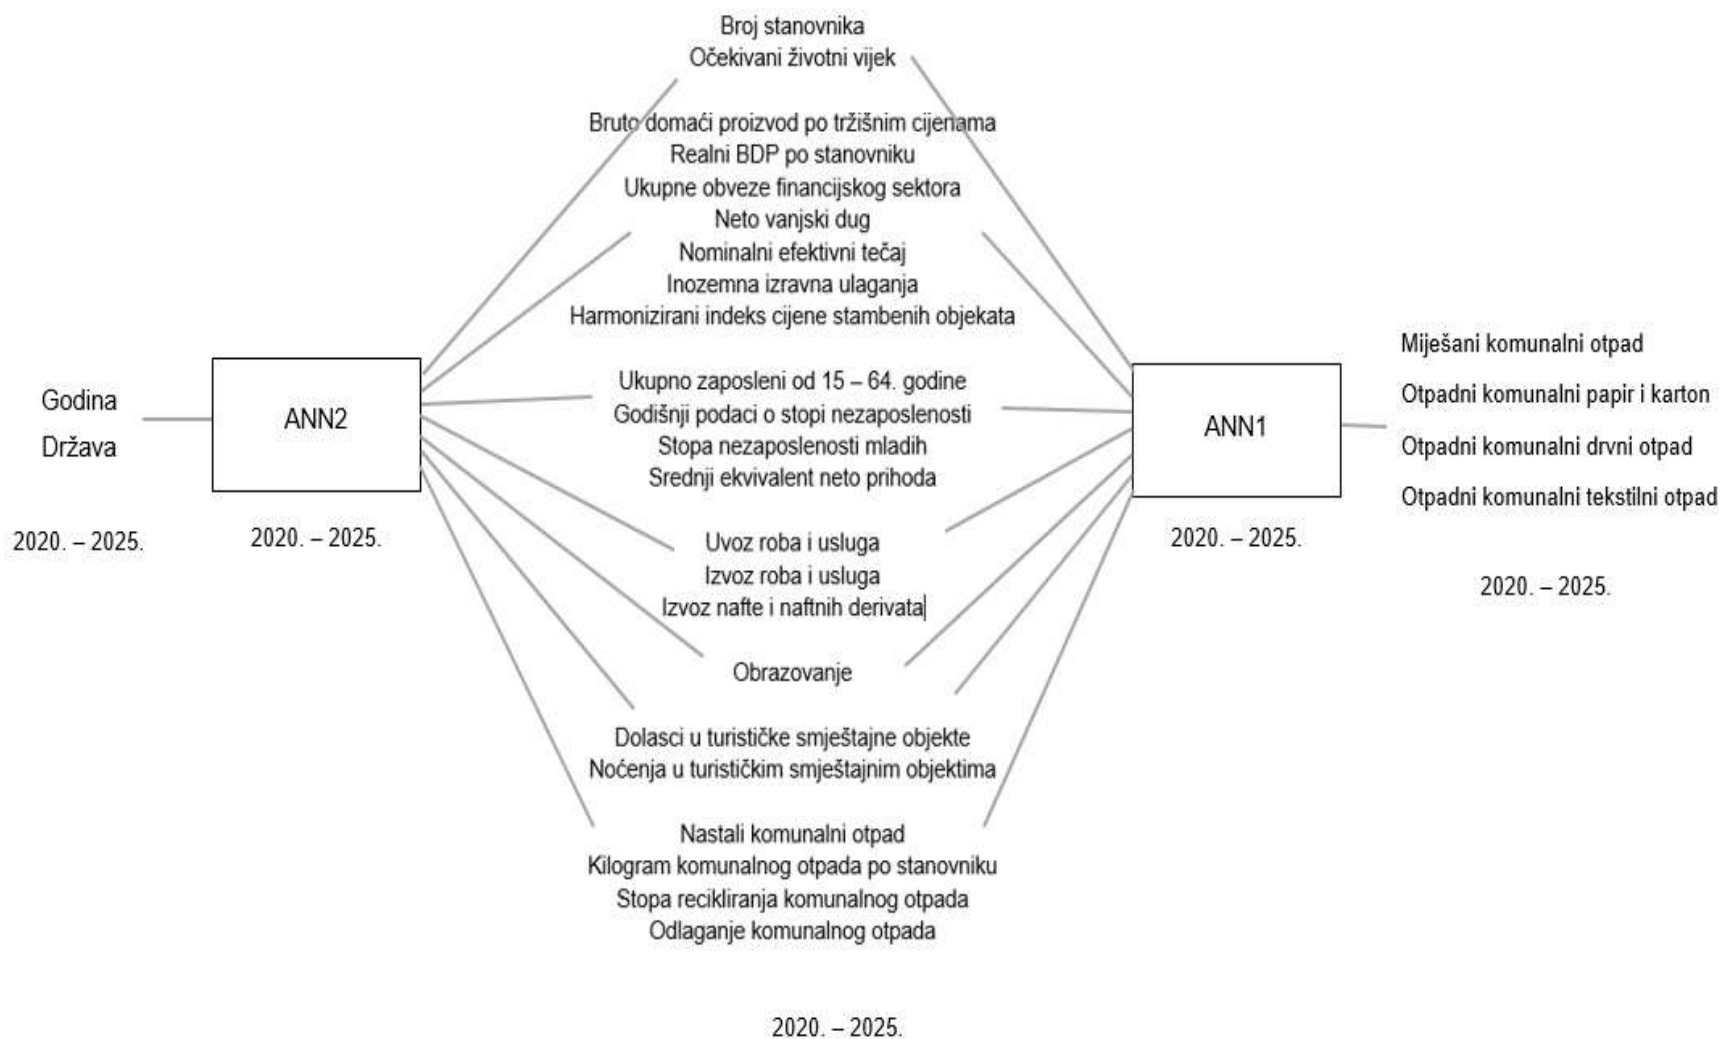 Broj stanovnika
Očekivani životni vijek
Bruto domaći proizvod po tržišnim cijenama
Realni BDP po stanovniku
Ukupne obveze financijskog sektora
Neto vanjski dug
Nominalni efektivni tečaj
Inozemna izravna ulaganja
Harmonizirani indeks cijene stambenih objekata
Ukupno zaposleni od 15 – 64. godine
Godišnji podaci o stopi nezaposlenosti
Stopa nezaposlenosti mladih
Srednji ekvivalent neto prihoda
Uvoz roba i usluga
Izvoz roba i usluga
Izvoz nafte i naftnih derivata
Obrazovanje
Dolasci u turističke smještajne objekte
Noćenja u turističkim smještajnim objektima
Nastali komunalni otpad
Kilogram komunalnog otpada po stanovniku
Stopa recikliranja komunalnog otpada
Odlaganje komunalnog otpada
2020. – 2025.
Godina
Država
2020. – 2025.
ANN2
2020. – 2025.
ANN1
2020. – 2025.
Miješani komunalni otpad
Otpadni komunalni papir i karton
Otpadni komunalni drvni otpad
Otpadni komunalni tekstilni otpad
2020. – 2025.